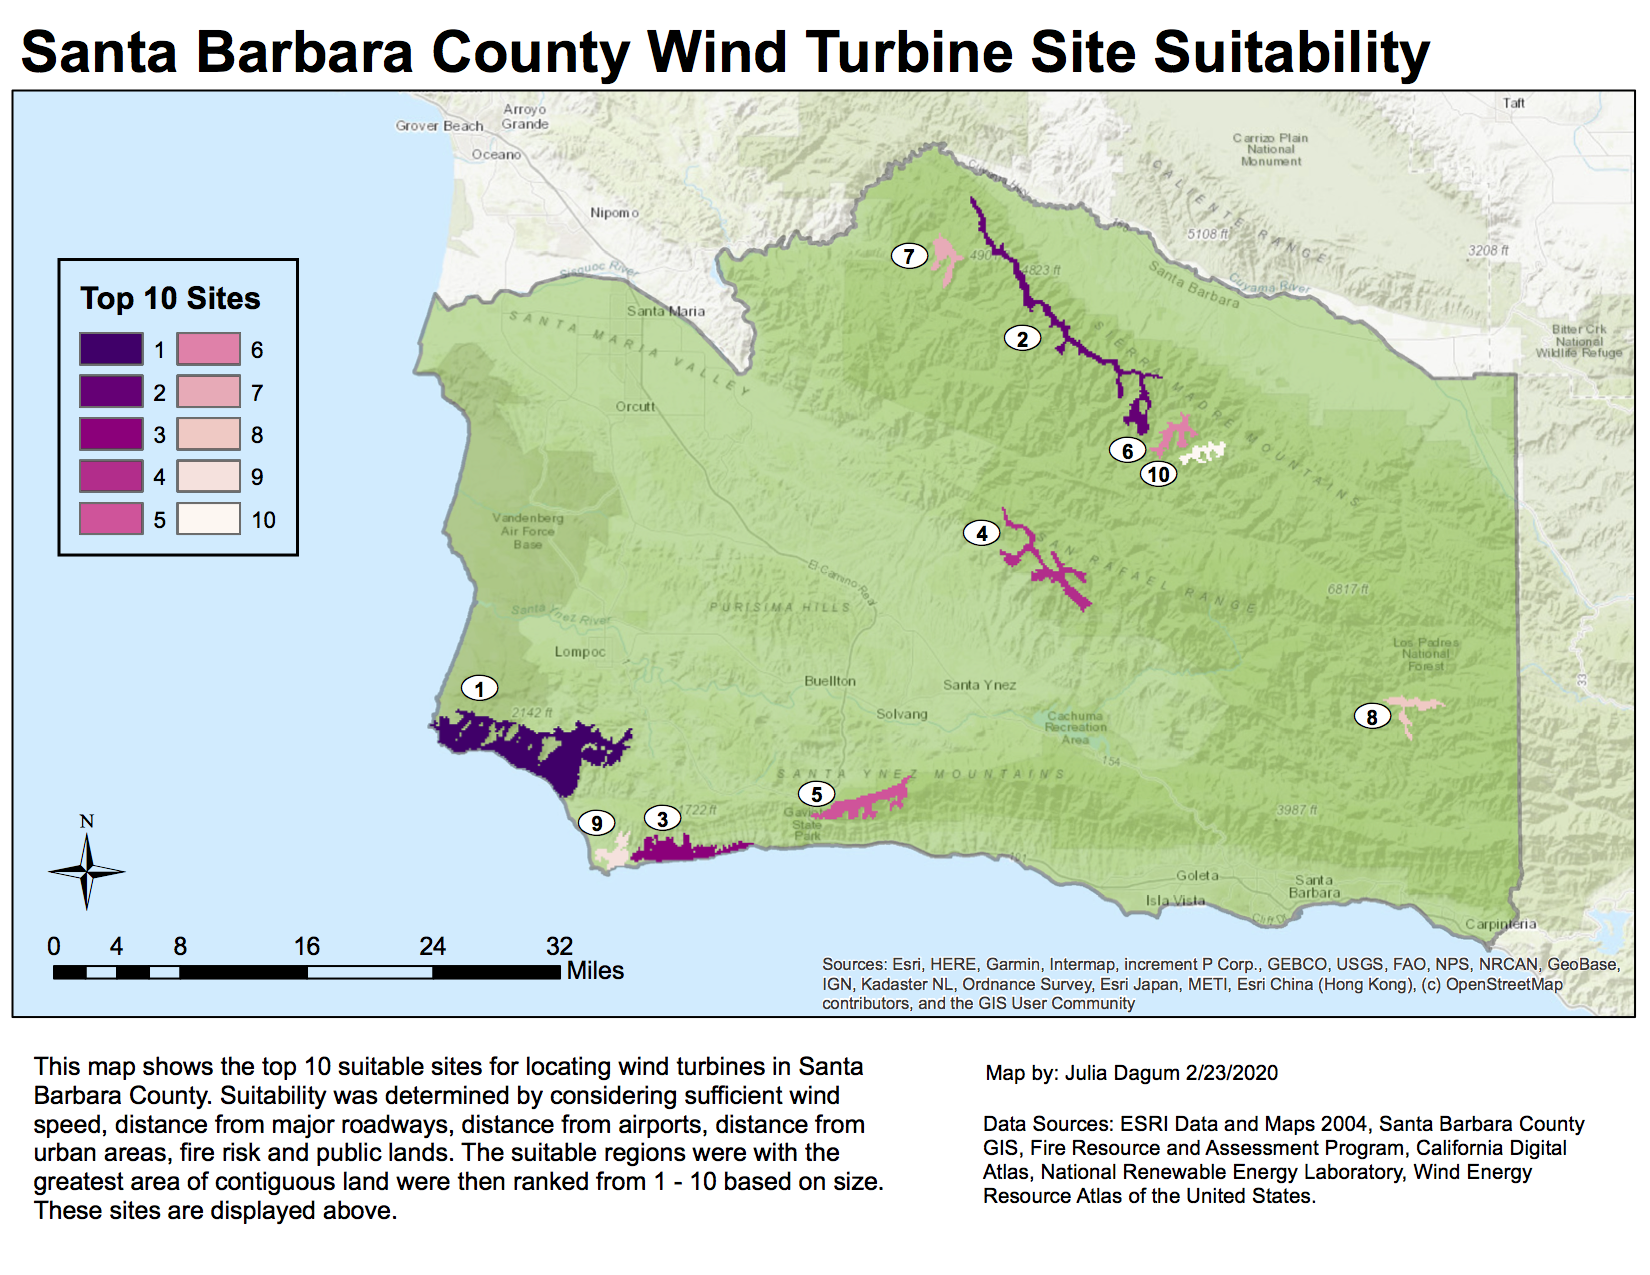 Santa Barbara County Wind Turbine Site Suitability
Taft
Arroyo
Grande
Grover Beach
Oceano
Carrizo Plain
National
Monument
CALIENTE RANGE
Nipomo
5108 ft
3208 ft
7
490
4823 ft
Sisquoc River
Santa Barbara
Cuyama River
Top 10 Sites
1 6
2 7
3 8
4 9
5 10
Santa Maria
SANTA MARIA VALLEY
2
SIERRA MADRE MOUNTAINS
Bitter Crk
National
Wildlife Refuge
Orcutt
6
10
Vandenberg
Air Force
Base
4
SAN RAFAEL RANGE
El Camino Real
6817 ft
Santa Ynez River
PURISIMA HILLS
Lompoc
Los Padres
National
Forest
33
1
Buellton
Santa Ynez
2142 ft
Solvang
Cachuma
Recreation
Area
8
154
SANTA YNEZ MOUNTAINS
5
Gaviota
State
Park
1722 ft
3987 ft
9
3
N
101
Goleta
Santa
Barbara
Isla Vista
Cliff Dr
Carpinteria
0 4 8 16 24 32
Miles
Sources: Esri, HERE, Garmin, Intermap, increment P Corp., GEBCO, USGS, FAO, NPS, NRCAN, GeoBase,
IGN, Kadaster NL, Ordnance Survey, Esri Japan, METI, Esri China (Hong Kong), (c) OpenStreetMap
contributors, and the GIS User Community
This map shows the top 10 suitable sites for locating wind turbines in Santa
Barbara County. Suitability was determined by considering sufficient wind
speed, distance from major roadways, distance from airports, distance from
urban areas, fire risk and public lands. The suitable regions were with the
greatest area of contiguous land were then ranked from 1 - 10 based on size.
These sites are displayed above.
Map by: Julia Dagum 2/23/2020
Data Sources: ESRI Data and Maps 2004, Santa Barbara County
GIS, Fire Resource and Assessment Program, California Digital
Atlas, National Renewable Energy Laboratory, Wind Energy
Resource Atlas of the United States.